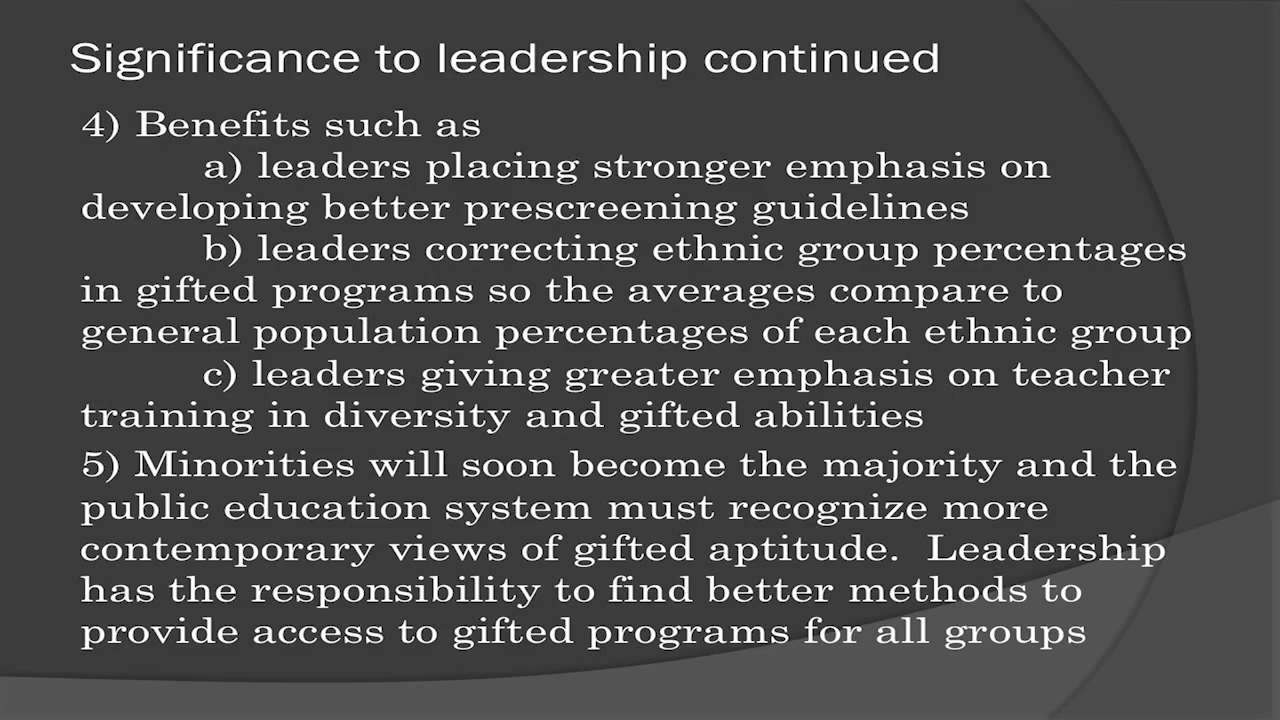 Significance to leadership continued
4) Benefits such as
a) leaders placing stronger emphasis on
developing better prescreening guidelines
b) leaders correcting ethnic group percentages
in gifted programs so the averages compare to
general population percentages of each ethnic group
c) leaders giving greater emphasis on teacher
training in diversity and gifted abilities
5) Minorities will soon become the majority and the
public education system must recognize more
contemporary views of gifted aptitude.  Leadership
has the responsibility to find better methods to
provide access to gifted programs for all groups